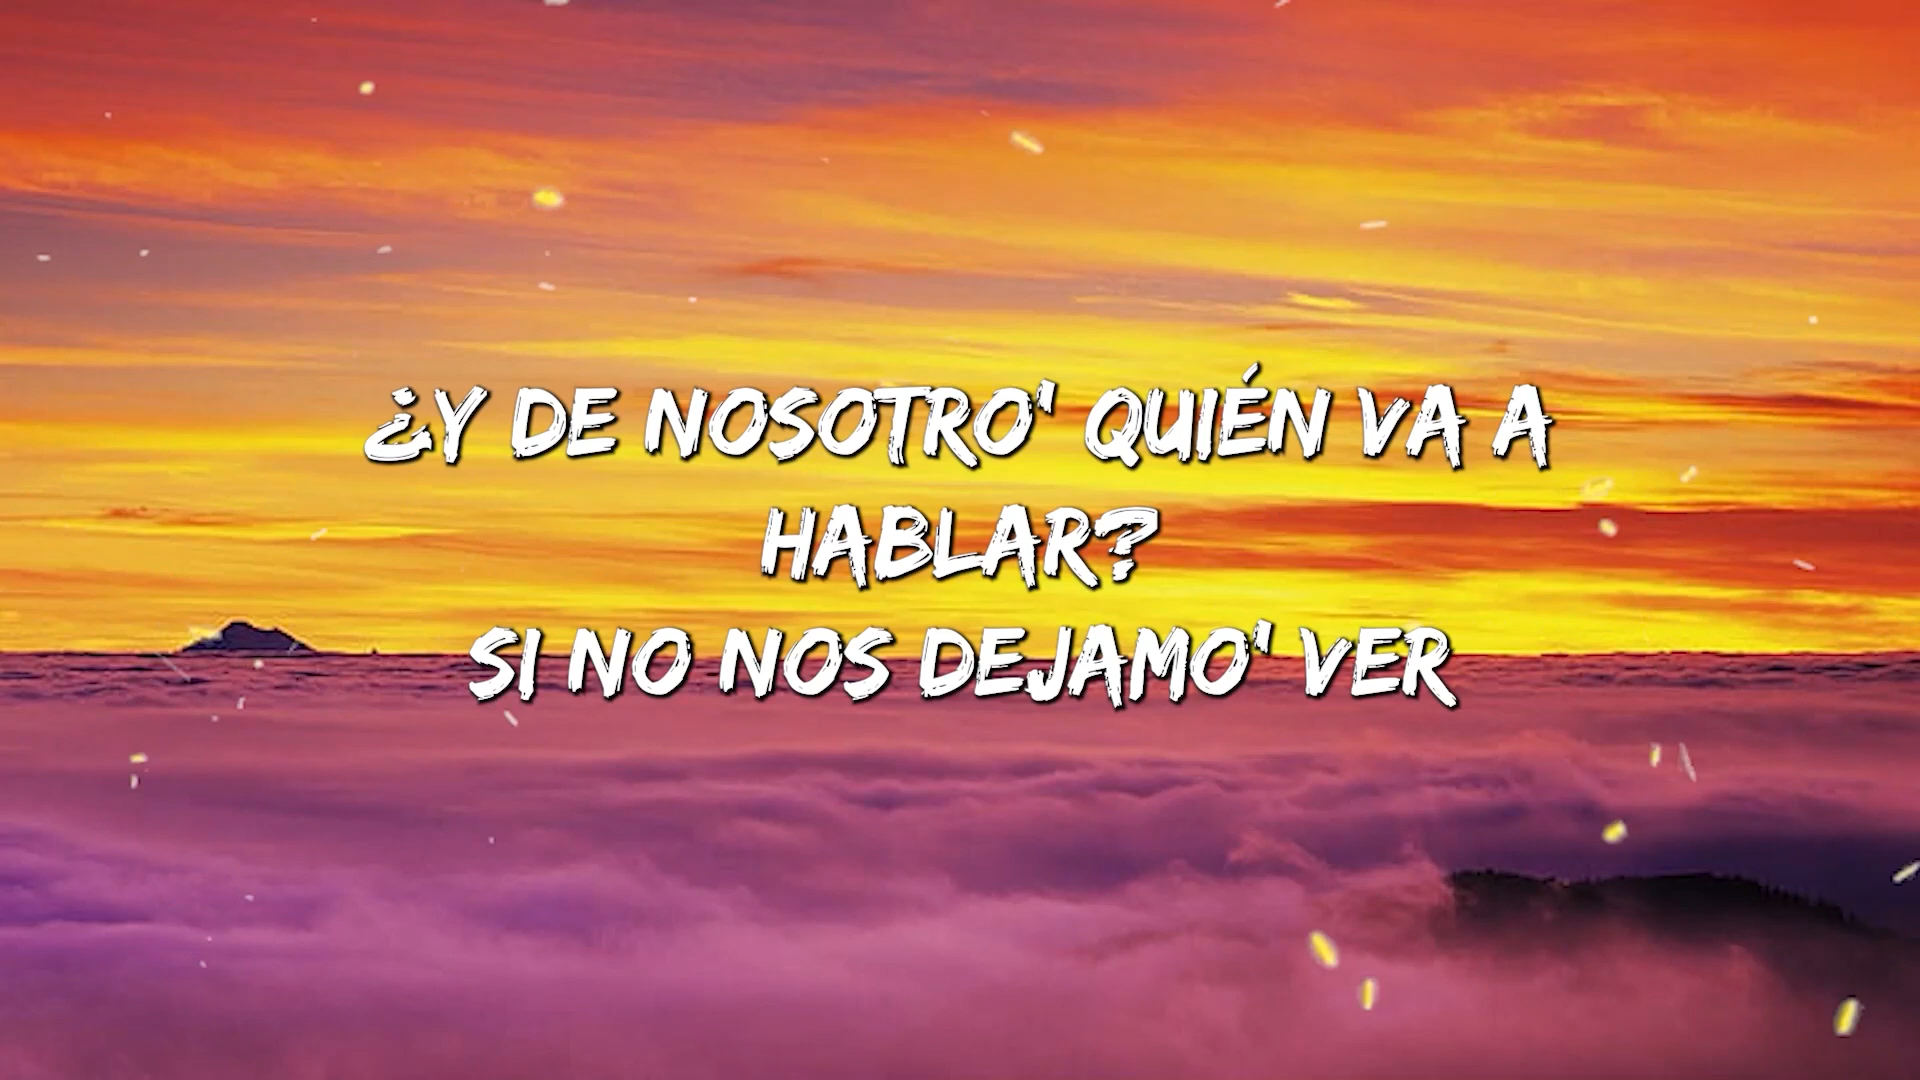 ¿Y DE NOSOTRO' QUIÉN VA A
HABLAR?
SI NO NOS DEJAMO' VER